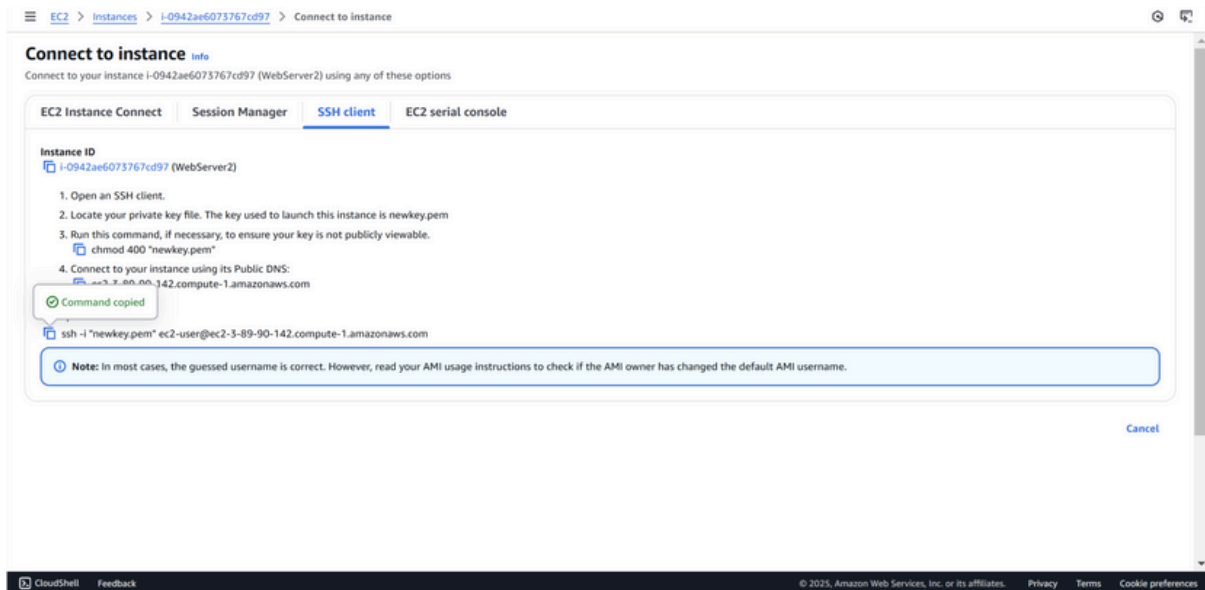 EC2 > Instances > i-0942ae6073767cd97 > Connect to instance
Connect to instance Info
Connect to your instance i-0942ae6073767cd97 (WebServer2) using any of these options
EC2 Instance Connect Session Manager SSH client EC2 serial console
Instance ID
i-0942ae6073767cd97 (WebServer2)
1. Open an SSH client.
2. Locate your private key file. The key used to launch this instance is newkey.pem
3. Run this command, if necessary, to ensure your key is not publicly viewable.
chmod 400 "newkey.pem"
4. Connect to your instance using its Public DNS:
142.compute-1.amazonaws.com
Command copied
ssh -i "newkey.pem" ec2-user@ec2-3-89-90-142.compute-1.amazonaws.com
Note: In most cases, the guessed username is correct. However, read your AMI usage instructions to check if the AMI owner has changed the default AMI username.
Cancel
CloudShell Feedback © 2025, Amazon Web Services, Inc. or its affiliates. Privacy Terms Cookie preferences